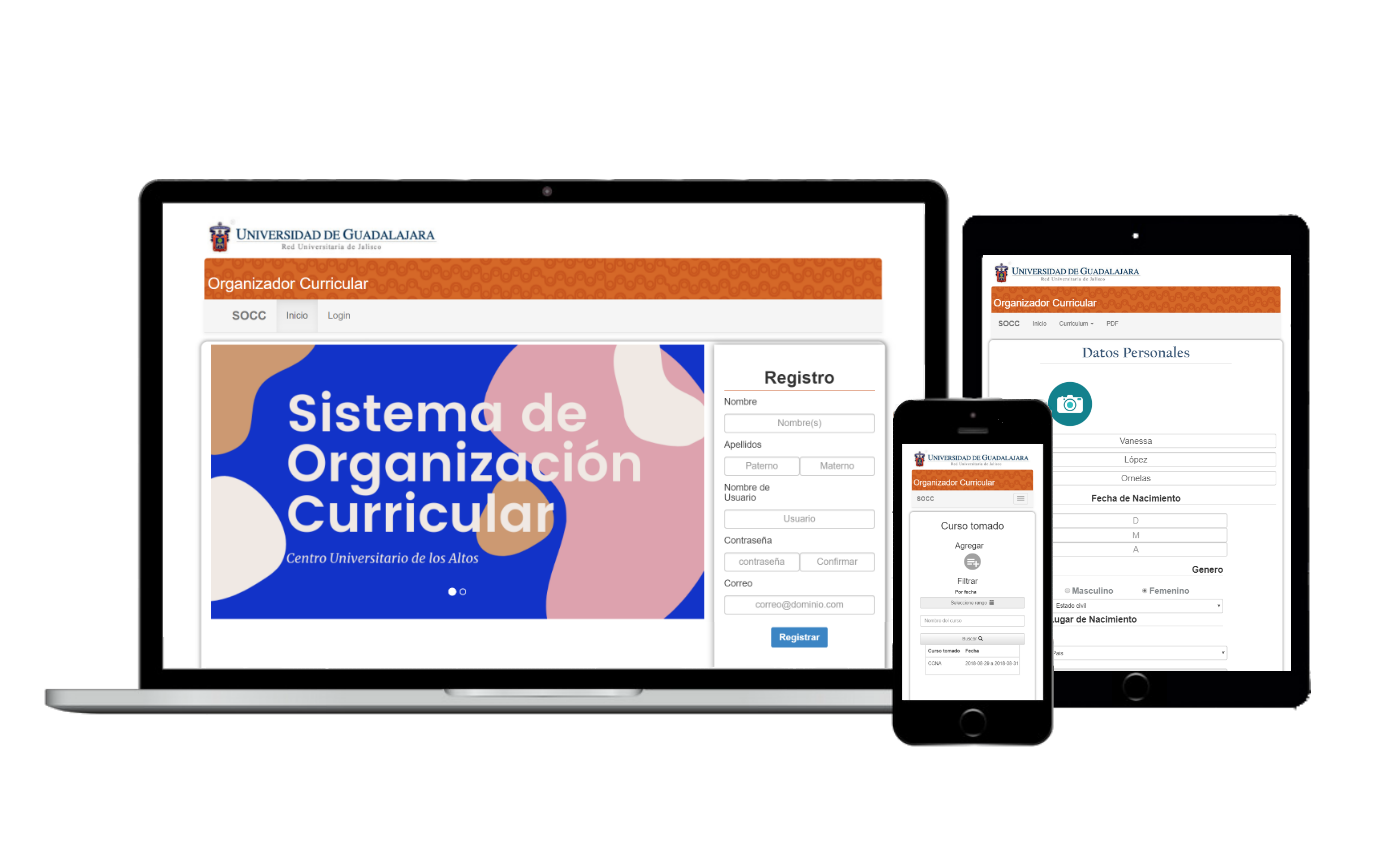 UNIVERSIDAD DE GUADALAJARA
Red Universitaria de Jalisco
Organizador Curricular
SOCC Inicio Login
Sistema de
Organización
Curricular
Centro Universitario de los Altos
Registro
Nombre
Nombre(s)
Apellidos
Paterno Materno
Nombre de
Usuario
Usuario
Contraseña
contraseña Confirmar
Correo
correo@dominio.com
Registrar
UNIVERSIDAD DE GUADALAJARA
Red Universitaria de Jalisco
Organizador Curricular
SOCC
Curso tomado
Agregar
Filtrar
Por fecha
Seleccione rango
Nombre del curso
Buscar
Curso tomado Fecha
CCNA 2018-08-28 a 2018-08-31
UNIVERSIDAD DE GUADALAJARA
Red Universitaria de Jalisco
Organizador Curricular
SOCC Inicio Curriculum PDF
Datos Personales
Vanessa
López
Ornelas
Fecha de Nacimiento
D
M
A
Genero
Masculino Femenino
Estado civil
ugar de Nacimiento
País